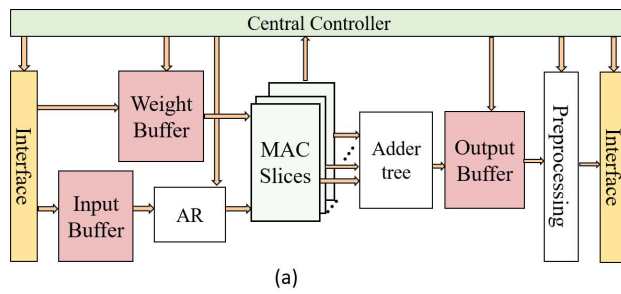 Central Controller
Interface
Weight
Buffer
Input
Buffer
AR
MAC
Slices
Adder
tree
Output
Buffer
Preprocessing
Interface
(a)